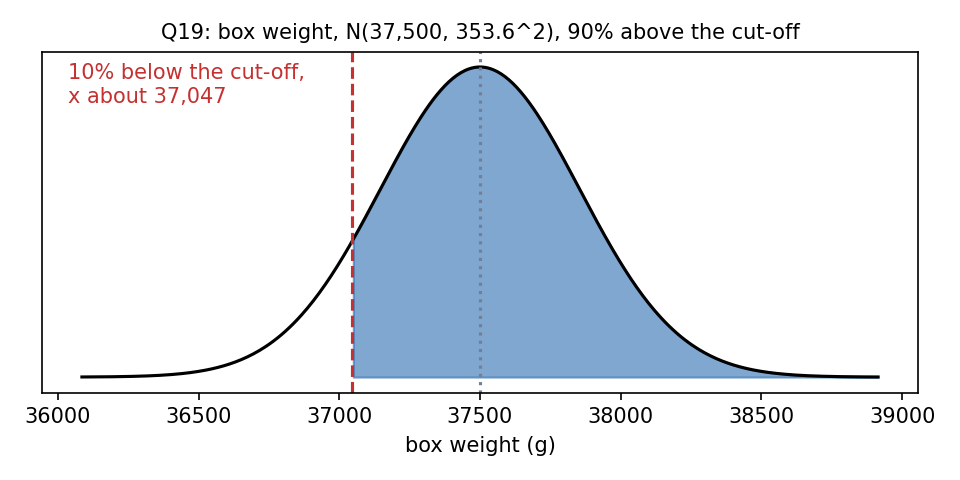 Q19: box weight, N(37,500, 353.6^2), 90% above the cut-off
10% below the cut-off,
x about 37,047
36000 36500 37000 37500 38000 38500 39000
box weight (g)